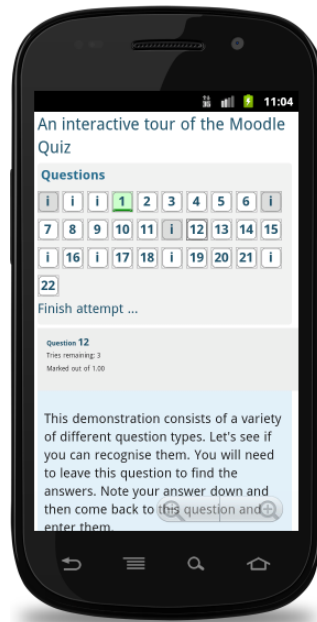 3G 11:04
An interactive tour of the Moodle
Quiz
Questions
i i i 1 2 3 4 5 6 i
7 8 9 10 11 i 12 13 14 15
i 16 i 17 18 i 19 20 21 i
22
Finish attempt ...
Question 12
Tries remaining: 3
Marked out of 1.00
This demonstration consists of a variety
of different question types. Let's see if
you can recognise them. You will need
to leave this question to find the
answers. Note your answer down and
then come back to this question and
enter them.